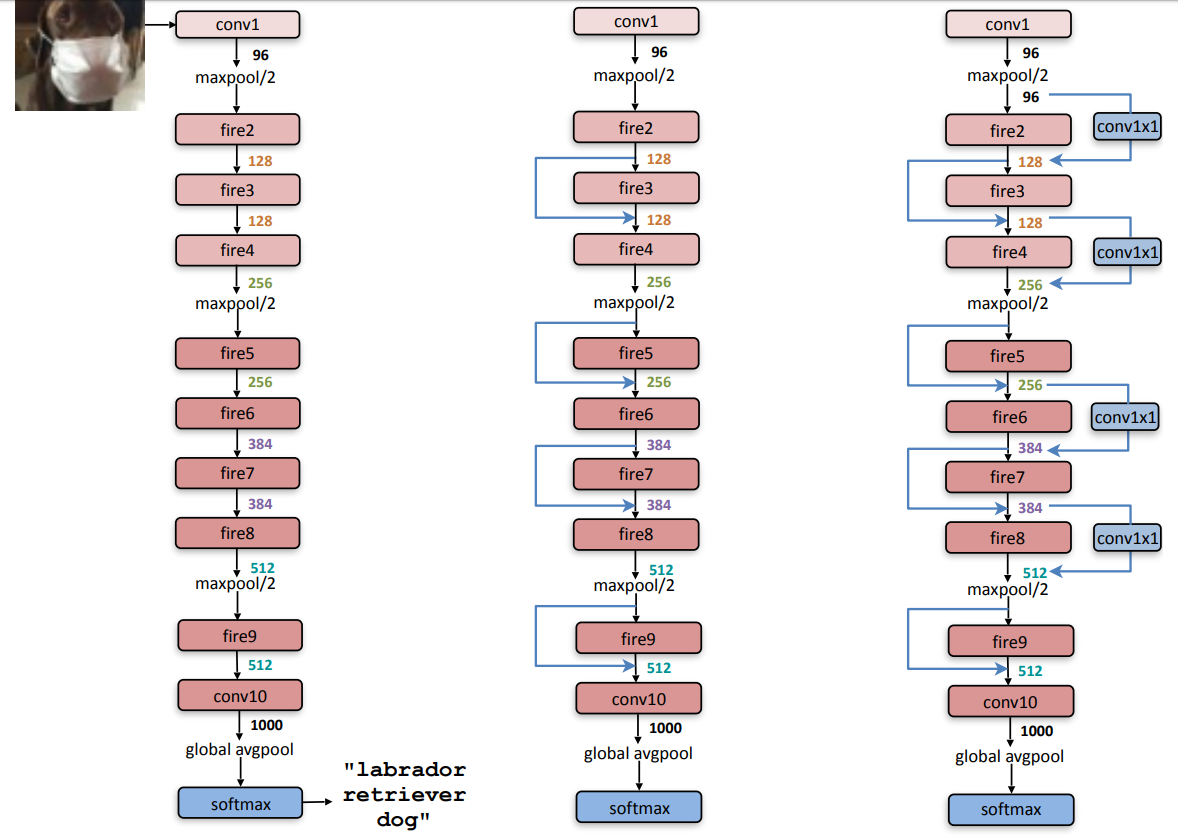 conv1
96
maxpool/2
fire2
128
fire3
128
fire4
256
maxpool/2
fire5
256
fire6
384
fire7
384
fire8
512
maxpool/2
fire9
512
conv10
1000
global avgpool
softmax
"labrador
retriever
dog"
conv1
96
maxpool/2
fire2
128
fire3
128
fire4
256
maxpool/2
fire5
256
fire6
384
fire7
384
fire8
512
maxpool/2
fire9
512
conv10
1000
global avgpool
softmax
conv1
96
maxpool/2
96
conv1x1
fire2
128
fire3
128
conv1x1
fire4
256
maxpool/2
fire5
256
conv1x1
fire6
384
fire7
384
conv1x1
fire8
512
maxpool/2
fire9
512
conv10
1000
global avgpool
softmax